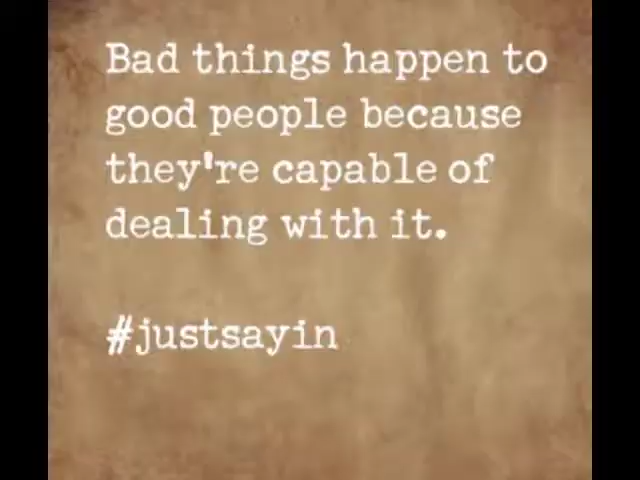 Bad things happen to
good people because
they're capable of
dealing with it.
#justsayin